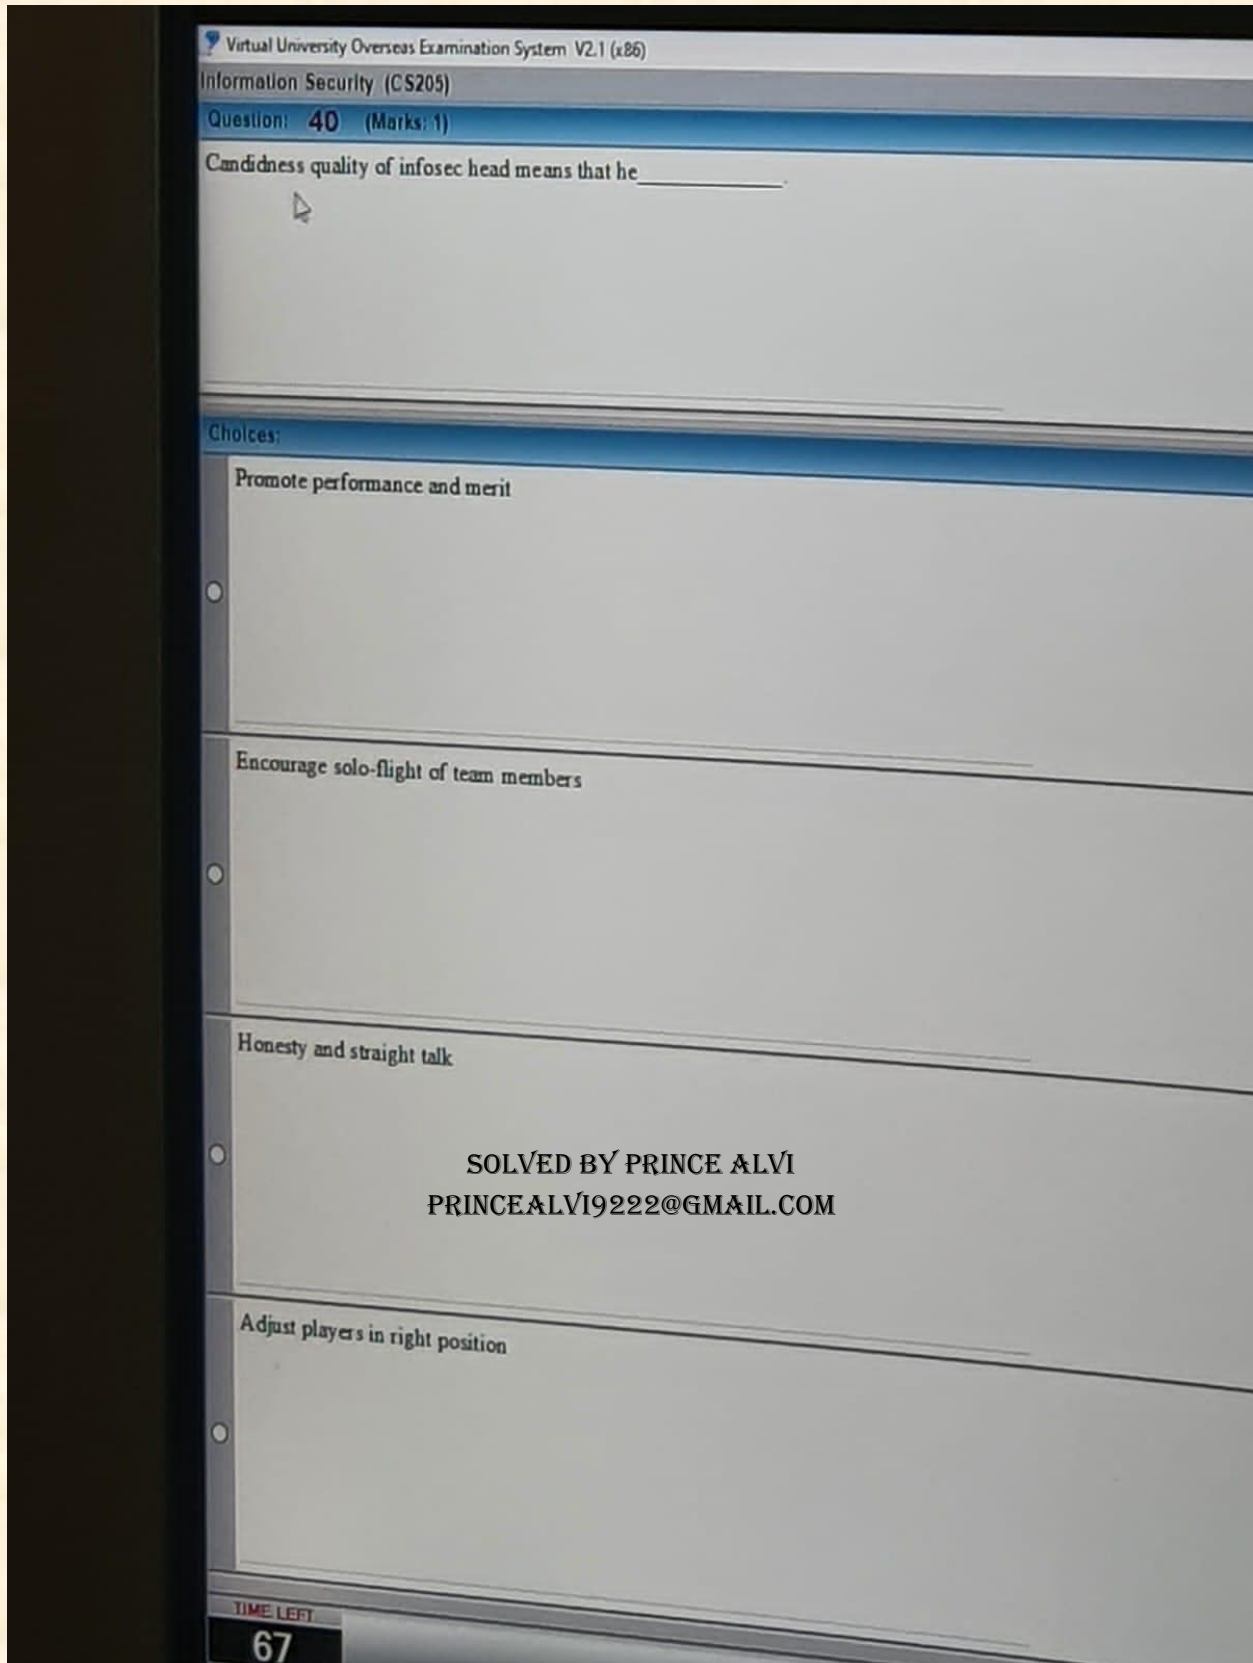 Virtual University Overseas Examination System V2.1 (x86)
Information Security (CS205)
Question: 40 (Marks: 1)
Candidness quality of infosec head means that he____________.
Choices:
Promote performance and merit
Encourage solo-flight of team members
Honesty and straight talk
SOLVED BY PRINCE ALVI
PRINCEALVI9222@GMAIL.COM
Adjust players in right position
TIME LEFT
67